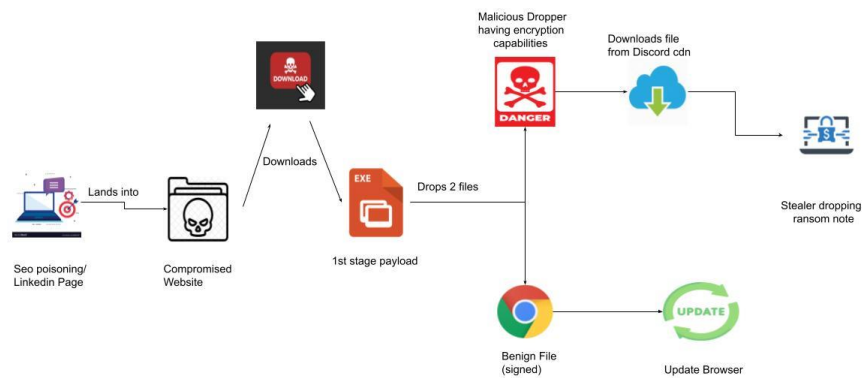 Malicious Dropper
having encryption
capabilities
Downloads file
from Discord cdn
DOWNLOAD
DANGER
Downloads
EXE
Lands into
Drops 2 files
Stealer dropping
ransom note
Seo poisoning/
Linkedin Page
Compromised
Website
1st stage payload
UPDATE
Benign File
(signed)
Update Browser